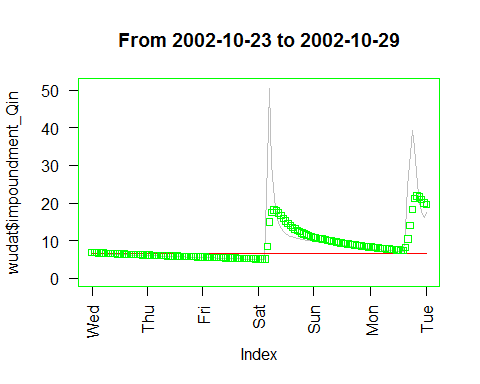 From 2002-10-23 to 2002-10-29
wudat$impoundment_Qin
50
40
30
20
10
0
Wed
Thu
Fri
Sat
Sun
Mon
Tue
Index